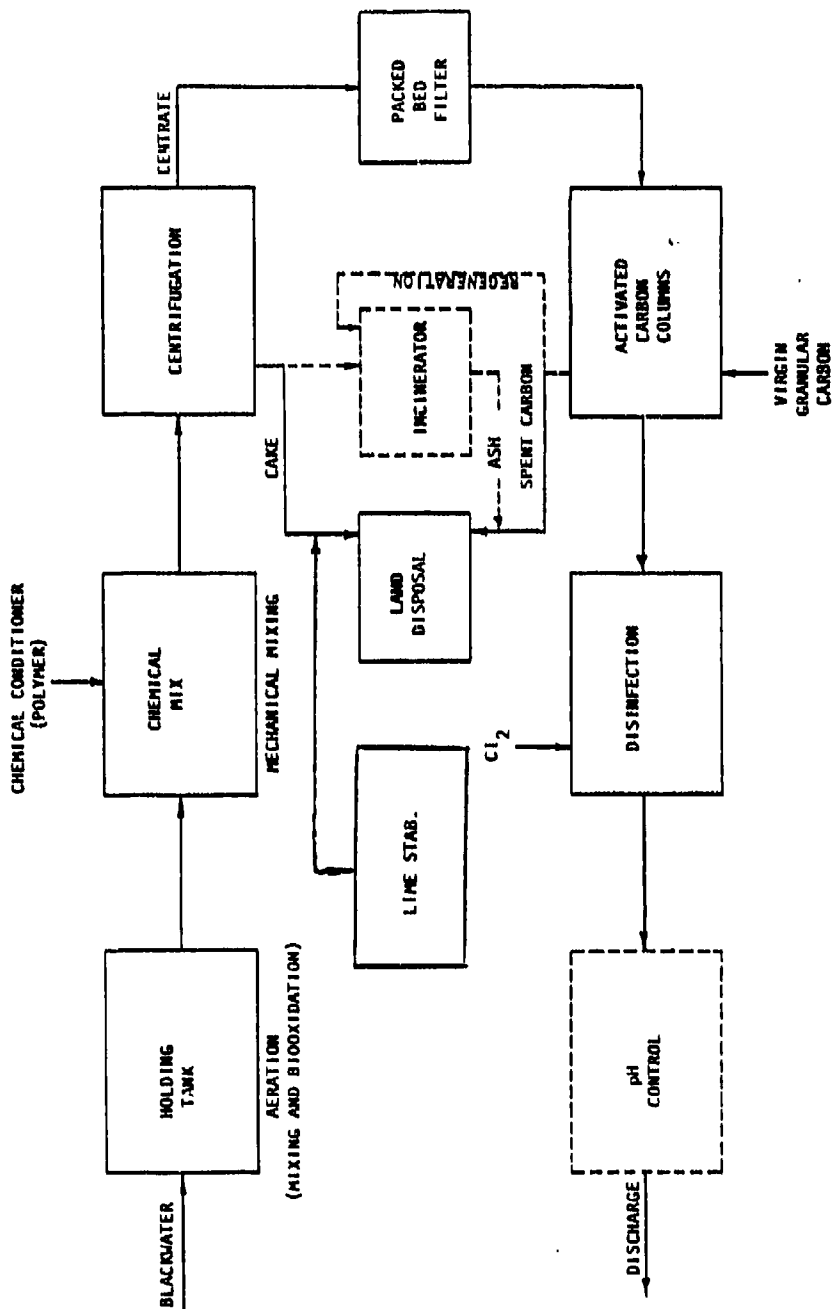 BLACKWATER
HOLDING
TANK
AERATION
(MIXING AND BIOOXIDATION)
CHEMICAL CONDITIONER
(POLYMER)
CHEMICAL
MIX
MECHANICAL MIXING
CENTRIFUGATION
CENTRATE
CAKE
LIME STAB.
LAND
DISPOSAL
INCINERATOR
REGENERATION
ASH
SPENT CARBON
PACKED
BED
FILTER
DISCHARGE
pH
CONTROL
Cl2
DISINFECTION
ACTIVATED
CARBON
COLUMNS
VIRGIN
GRANULAR
CARBON